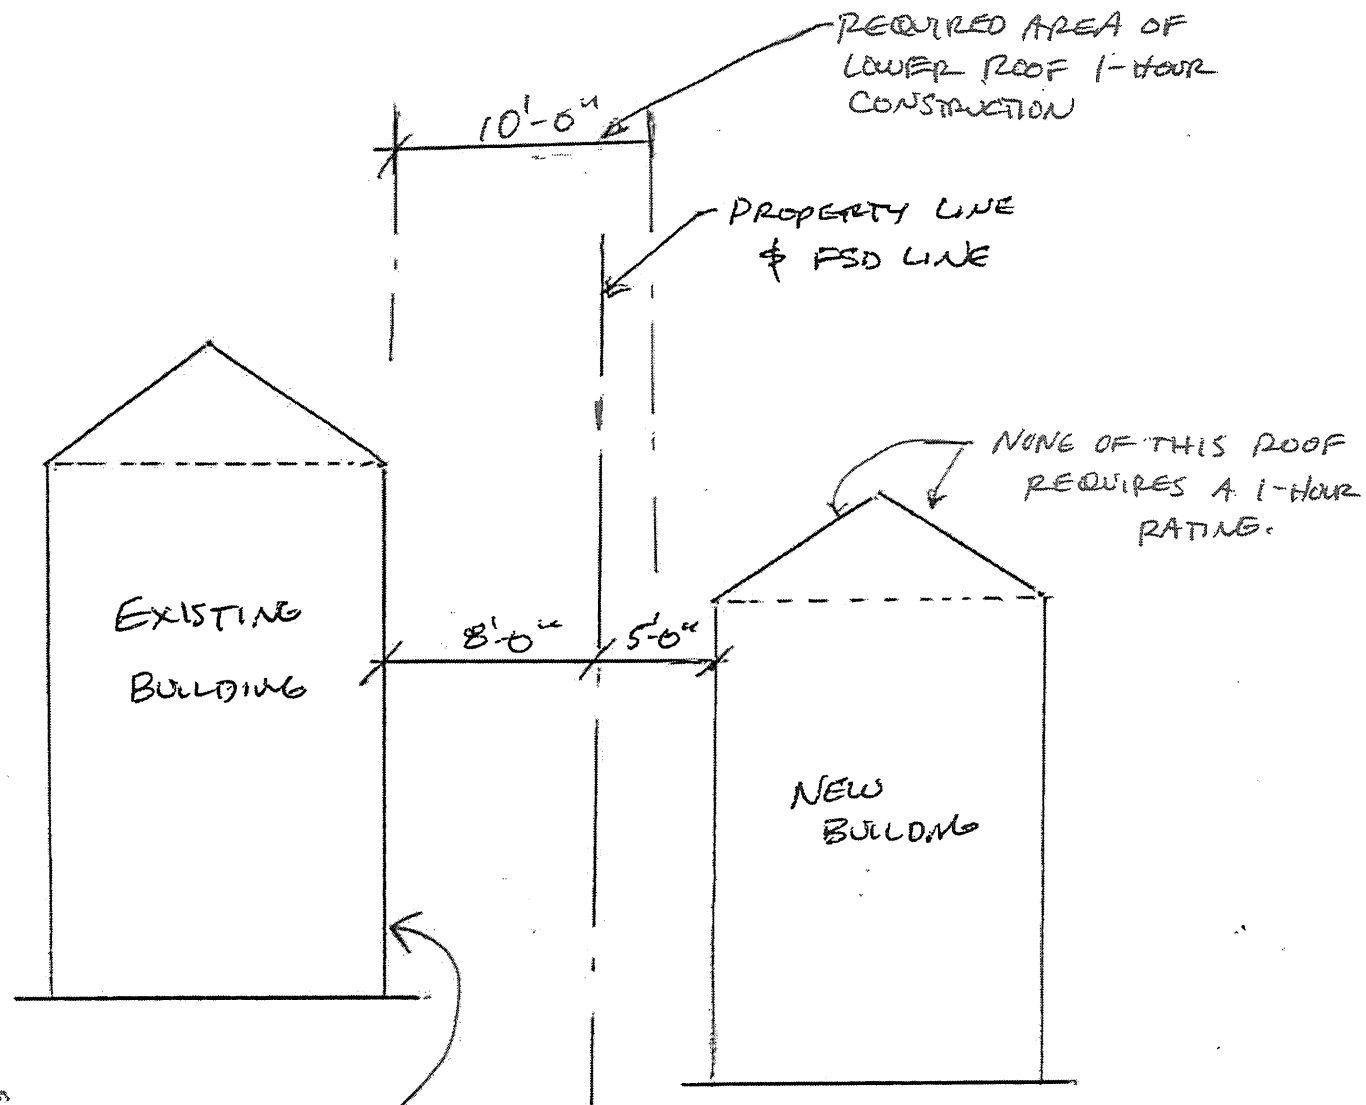 REQUIRED AREA OF
LOWER ROOF 1-HOUR
CONSTRUCTION
10'-0"
PROPERTY LINE
& FSD LINE
NONE OF THIS ROOF
REQUIRES A 1-HOUR
RATING.
EXISTING
BUILDING
8'-0"
5'-0"
NEW
BUILDING